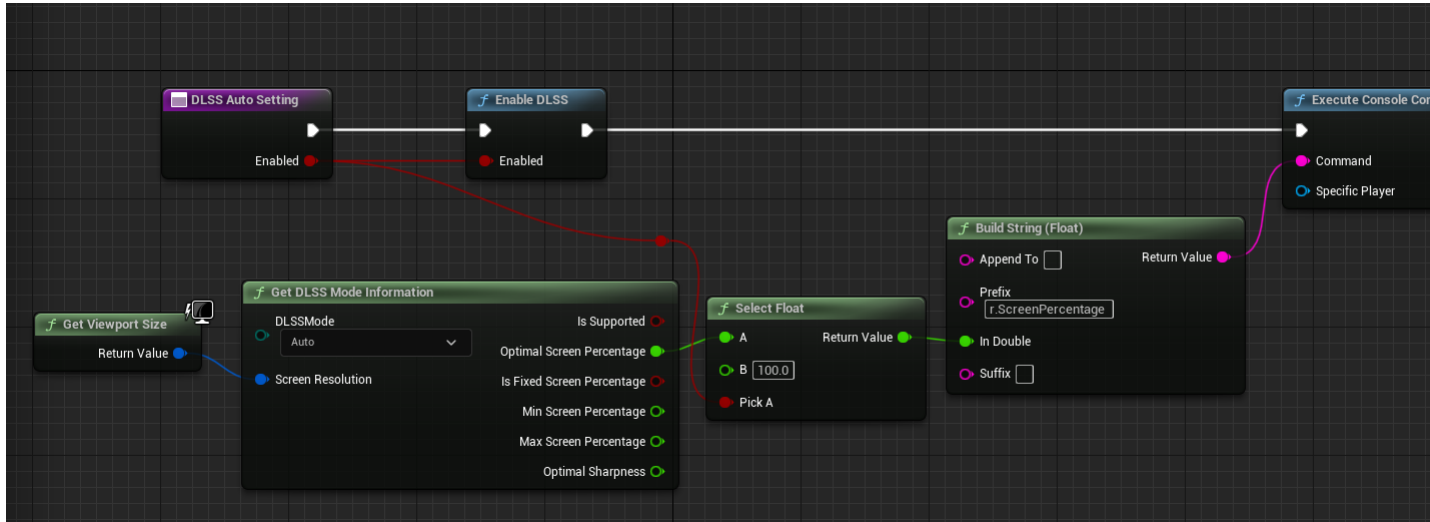 DLSS Auto Setting
Enabled
Enable DLSS
Enabled
Execute Console Con
Command
Specific Player
Build String (Float)
Append To
Return Value
Prefix
r.ScreenPercentage
In Double
Suffix
Get Viewport Size
Return Value
Get DLSS Mode Information
DLSSMode
Auto
Screen Resolution
Is Supported
Optimal Screen Percentage
Is Fixed Screen Percentage
Min Screen Percentage
Max Screen Percentage
Optimal Sharpness
Select Float
A
Return Value
B 100.0
Pick A